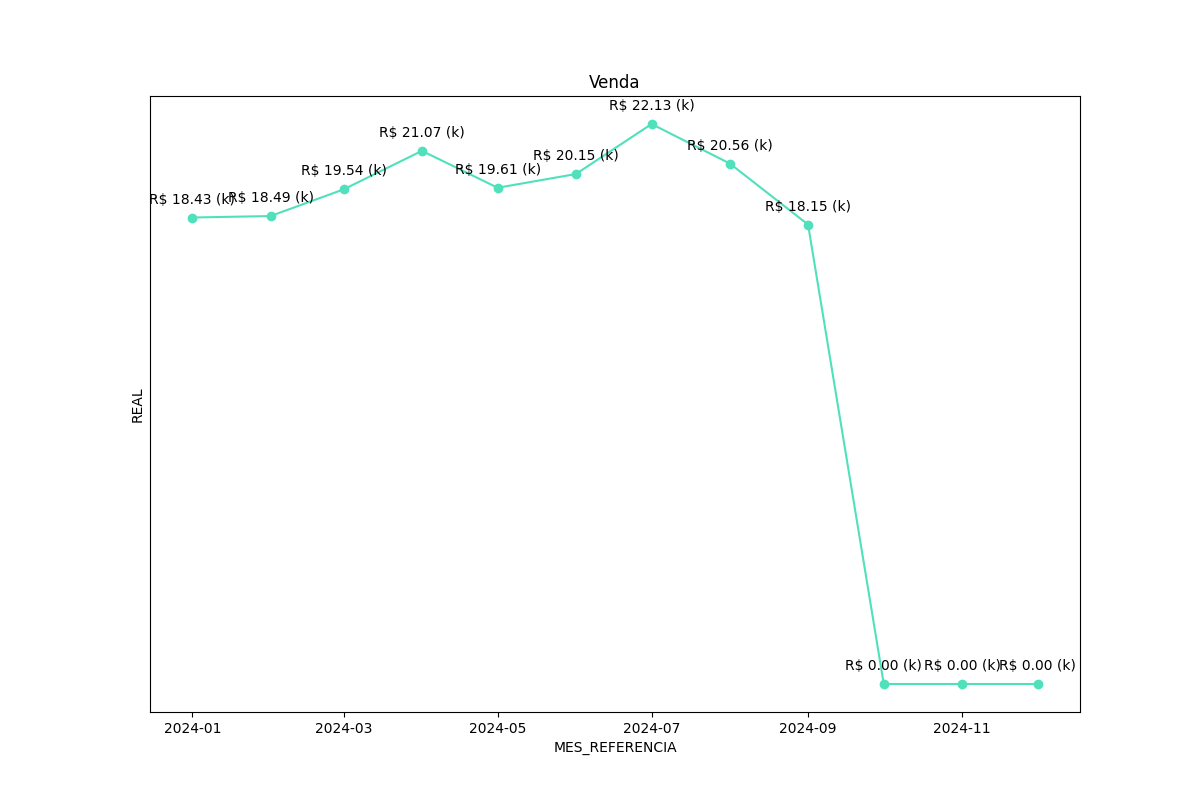 Venda
R$ 22.13 (k)
R$ 21.07 (k)
R$ 20.56 (k)
R$ 20.15 (k)
R$ 19.54 (k)
R$ 19.61 (k)
R$ 18.43 (k)
R$ 18.49 (k)
R$ 18.15 (k)
REAL
R$ 0.00 (k)
R$ 0.00 (k)
R$ 0.00 (k)
2024-01
2024-03
2024-05
2024-07
2024-09
2024-11
MES_REFERENCIA